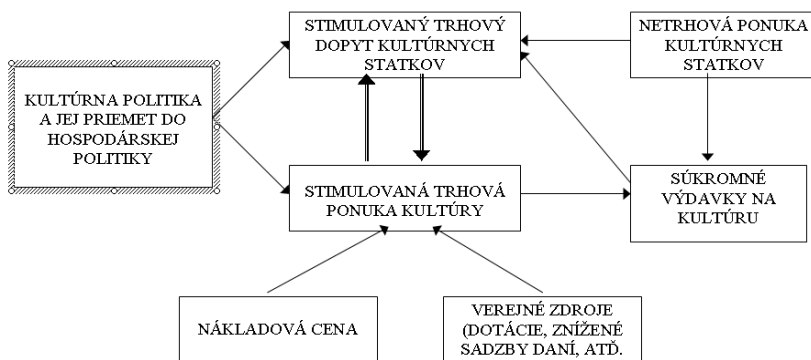 STIMULOVANÝ TRHOVÝ
DOPYT KULTÚRNYCH
STATKOV
NETRHOVÁ PONUKA
KULTÚRNYCH
STATKOV
KULTÚRNA POLITIKA
A JEJ PRIEMET DO
HOSPODÁRSKEJ
POLITIKY
STIMULOVANÁ TRHOVÁ
PONUKA KULTÚRY
SÚKROMNÉ
VÝDAVKY NA
KULTÚRU
NÁKLADOVÁ CENA
VEREJNÉ ZDROJE
(DOTÁCIE, ZNÍŽENÉ
SADZBY DANÍ, ATĎ.